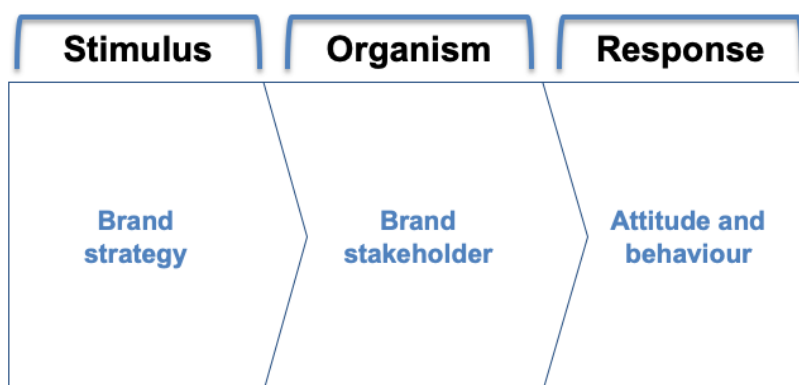 Stimulus
Organism
Response
Brand
strategy
Brand
stakeholder
Attitude and
behaviour